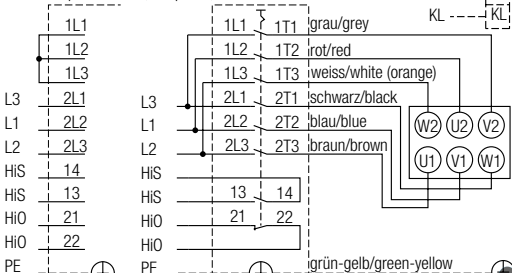 KL KL
1L1 1L1 1T1 grau/grey
1L2 1L2 1T2 rot/red
1L3 1L3 1T3 weiss/white (orange)
L3 2L1 L3 2L1 2T1 schwarz/black
L1 2L2 L1 2L2 2T2 blau/blue W2 U2 V2
L2 2L3 L2 2L3 2T3 braun/brown U1 V1 W1
HiS 14 HiS
HiS 13 HiS 13 14
HiO 21 HiO 21 22
HiO 22 HiO
PE PE grün-gelb/green-yellow